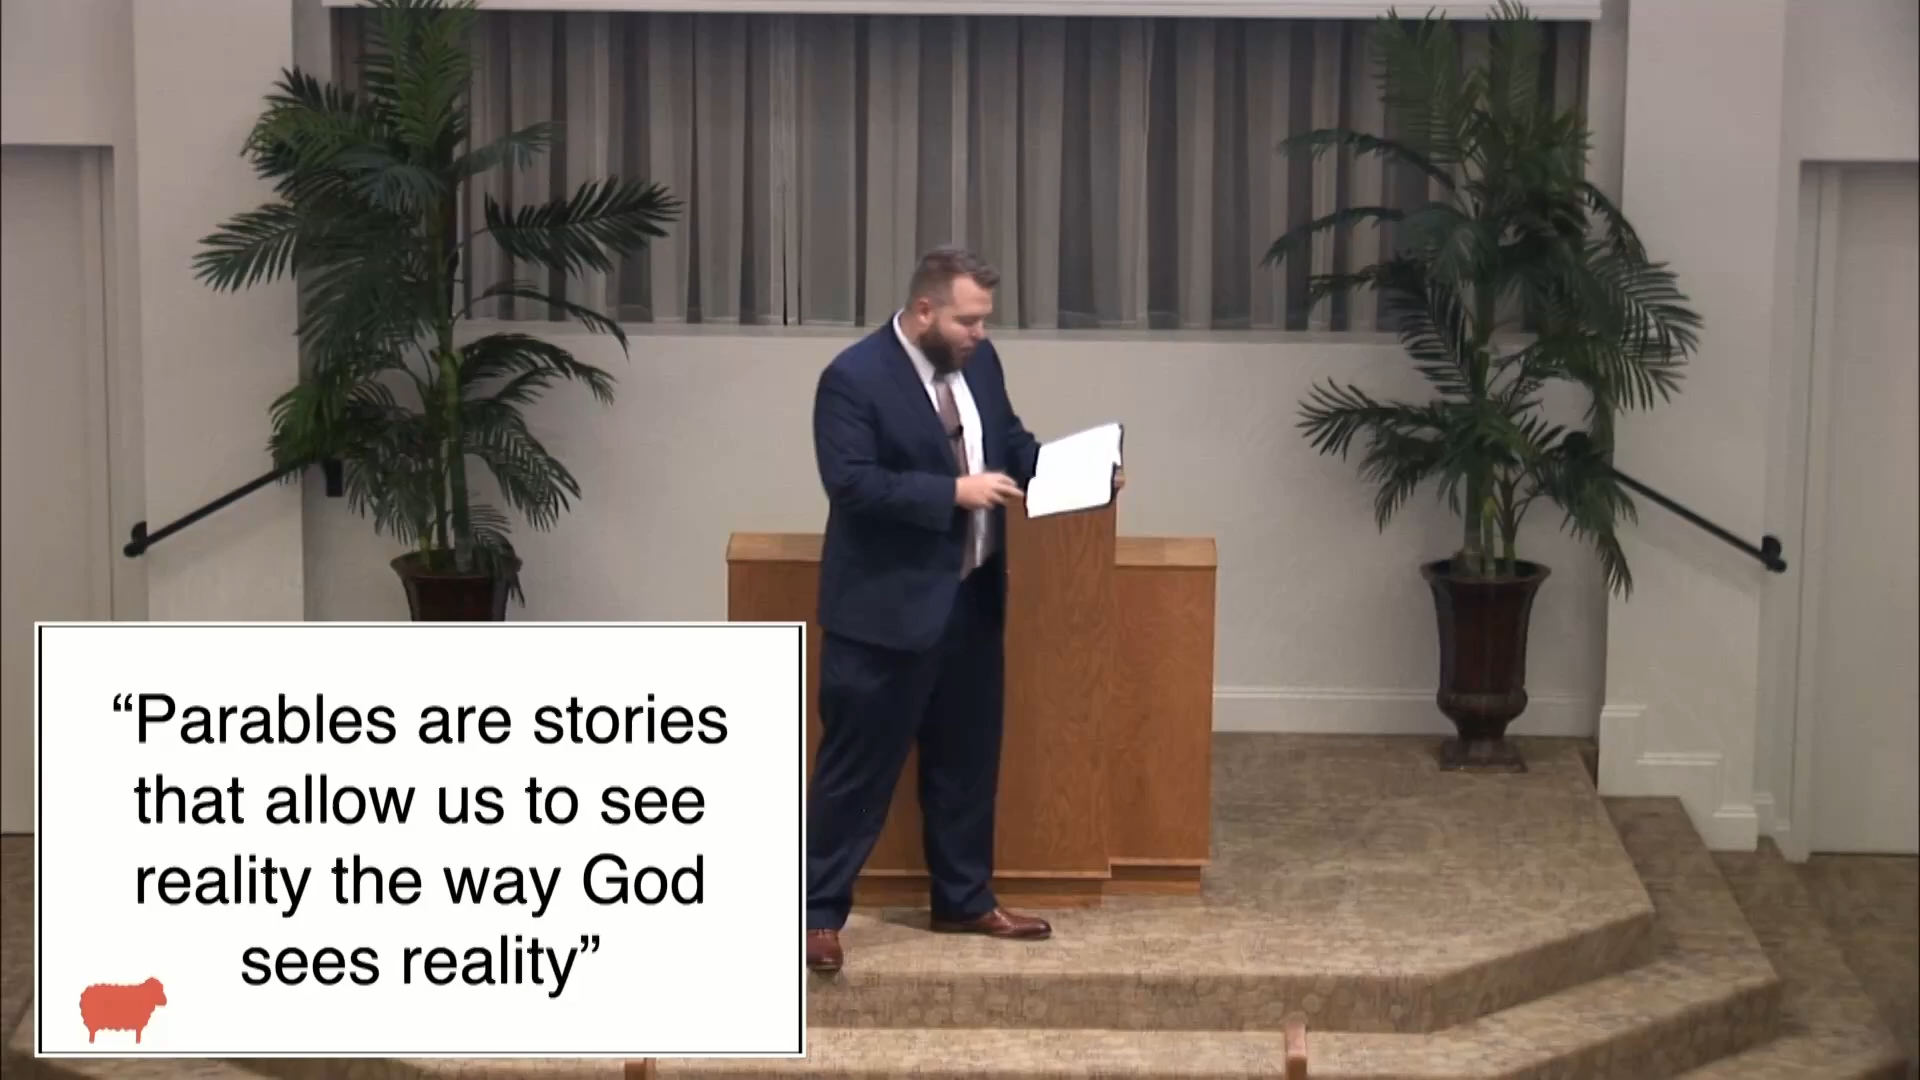 “Parables are stories
that allow us to see
reality the way God
sees reality”